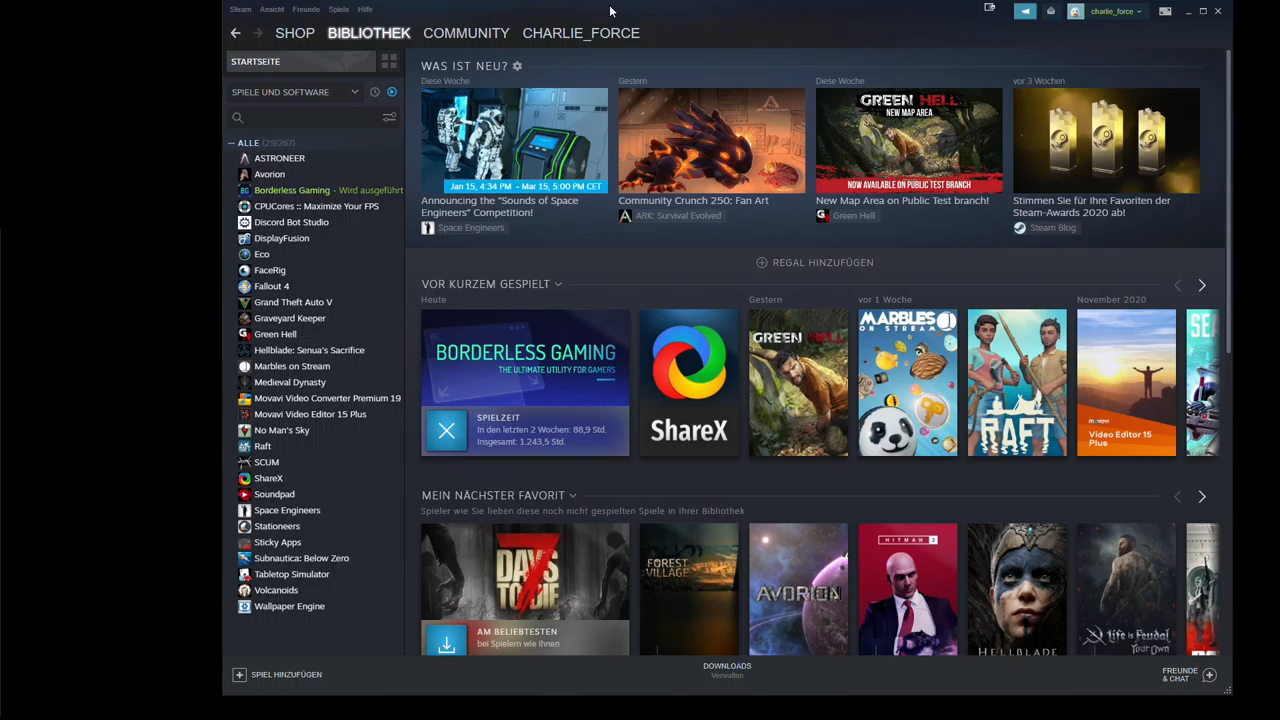 Steam Ansicht Freunde Spiele Hilfe
charlie_force
SHOP BIBLIOTHEK COMMUNITY CHARLIE_FORCE
STARTSEITE
SPIELE UND SOFTWARE
ALLE (29/267)
ASTRONEER
Avorion
Borderless Gaming - Wird ausgeführt
CPUCores :: Maximize Your FPS
Discord Bot Studio
DisplayFusion
Eco
FaceRig
Fallout 4
Grand Theft Auto V
Graveyard Keeper
Green Hell
Hellblade: Senua's Sacrifice
Marbles on Stream
Medieval Dynasty
Movavi Video Converter Premium 19
Movavi Video Editor 15 Plus
No Man's Sky
Raft
SCUM
ShareX
Soundpad
Space Engineers
Stationeers
Sticky Apps
Subnautica: Below Zero
Tabletop Simulator
Volcanoids
Wallpaper Engine
SPIEL HINZUFÜGEN
WAS IST NEU?
Diese Woche
Jan 15, 4:34 PM - Mar 15, 5:00 PM CET
Announcing the "Sounds of Space
Engineers" Competition!
Space Engineers
Gestern
Community Crunch 250: Fan Art
ARK: Survival Evolved
Diese Woche
GREEN HELL
NEW MAP AREA
NOW AVAILABLE ON PUBLIC TEST BRANCH
New Map Area on Public Test branch!
Green Hell
vor 3 Wochen
Stimmen Sie für Ihre Favoriten der
Steam-Awards 2020 ab!
Steam Blog
REGAL HINZUFÜGEN
VOR KURZEM GESPIELT
Heute
BORDERLESS GAMING
THE ULTIMATE UTILITY FOR GAMERS
SPIELZEIT
In den letzten 2 Wochen: 88,9 Std.
Insgesamt: 1.243,5 Std.
ShareX
Gestern
GREEN HELL
vor 1 Woche
MARBLES
ON STREAM
RAFT
November 2020
movavi
Video Editor 15
Plus
MEIN NÄCHSTER FAVORIT
Spieler wie Sie lieben diese noch nicht gespielten Spiele in Ihrer Bibliothek
7 DAYS
TO DIE
AM BELIEBTESTEN
bei Spielern wie Ihnen
FOREST
VILLAGE
AVORION
HITMAN
HELLBLADE
Life is Feudal
YOUR OWN
DOWNLOADS
Verwalten
FREUNDE
& CHAT